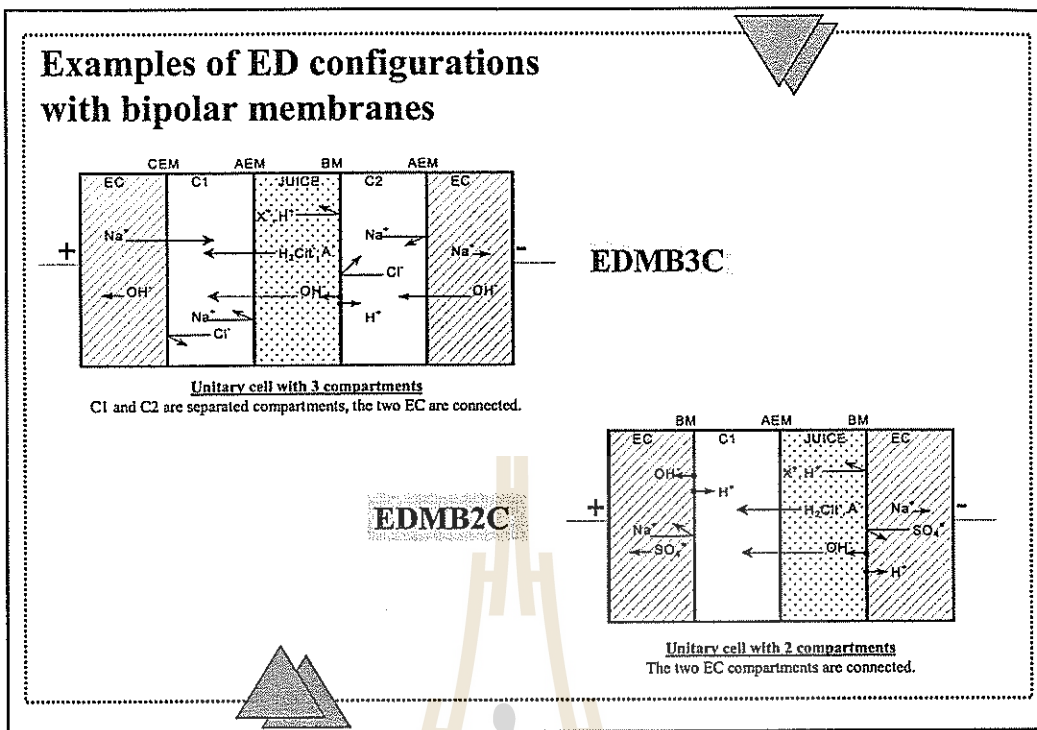 Examples of ED configurations
with bipolar membranes
CEM AEM BM AEM
EC C1 JUICE C2 EC
X⁺ H⁺
Na⁺ Na⁺
+ H₂Cit⁻, A⁻ Na⁺ -
Cl⁻
OH⁻ OH⁻ OH⁻
Na⁺ H⁺
Cl⁻
EDMB3C
Unitary cell with 3 compartments
C1 and C2 are separated compartments, the two EC are connected.
BM AEM BM
EC C1 JUICE EC
OH⁻ X⁺ H⁺
H⁺
+ H₂Cit⁻, A⁻ Na⁺ -
EDMB2C
Na⁺ SO₄⁼
SO₄⁼ OH⁻
H⁺
Unitary cell with 2 compartments
The two EC compartments are connected.